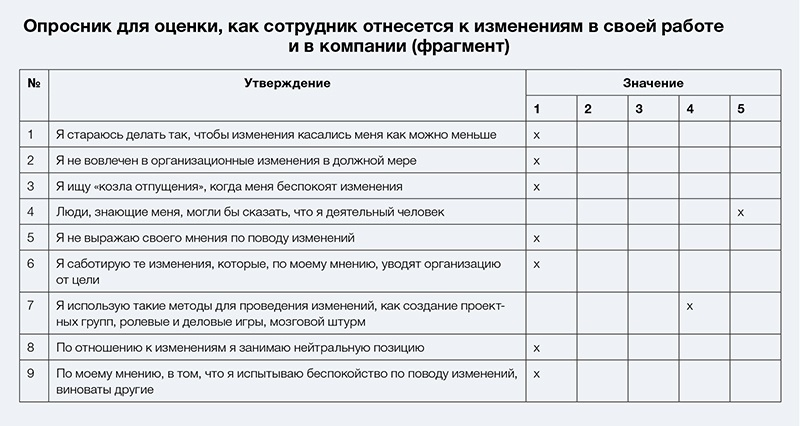 Опросник для оценки, как сотрудник отнесется к изменениям в своей работе
и в компании (фрагмент)
№ Утверждение Значение
1 2 3 4 5
1 Я стараюсь делать так, чтобы изменения касались меня как можно меньше x
2 Я не вовлечен в организационные изменения в должной мере x
3 Я ищу «козла отпущения», когда меня беспокоят изменения x
4 Люди, знающие меня, могли бы сказать, что я деятельный человек x
5 Я не выражаю своего мнения по поводу изменений x
6 Я саботирую те изменения, которые, по моему мнению, уводят организацию x
от цели
7 Я использую такие методы для проведения изменений, как создание проект- x
ных групп, ролевые и деловые игры, мозговой штурм
8 По отношению к изменениям я занимаю нейтральную позицию x
9 По моему мнению, в том, что я испытываю беспокойство по поводу изменений, x
виноваты другие